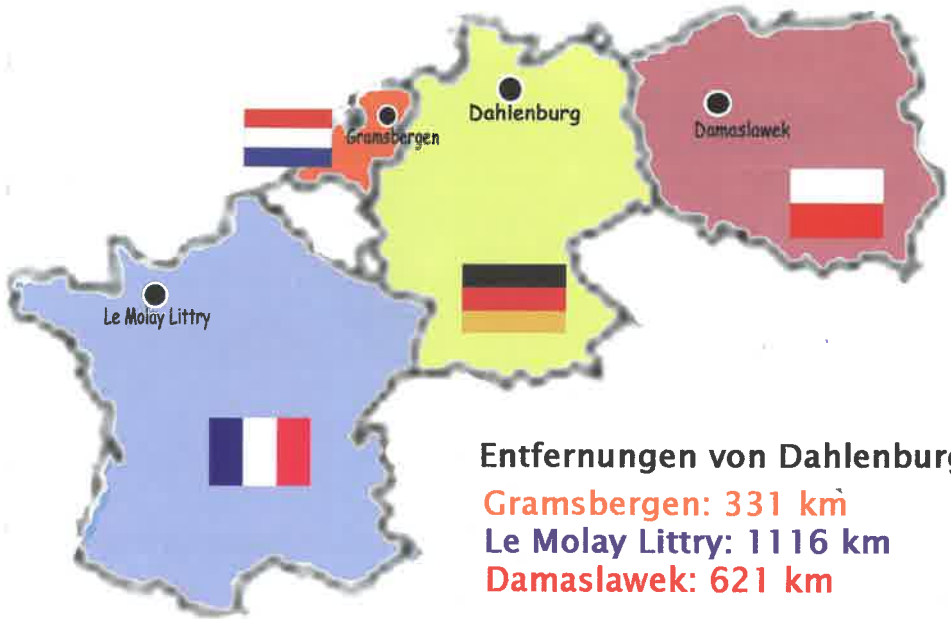 Dahlenburg
Gramsbergen
Damaslawek
Le Molay Littry
Entfernungen von Dahlenburg
Gramsbergen: 331 km
Le Molay Littry: 1116 km
Damaslawek: 621 km